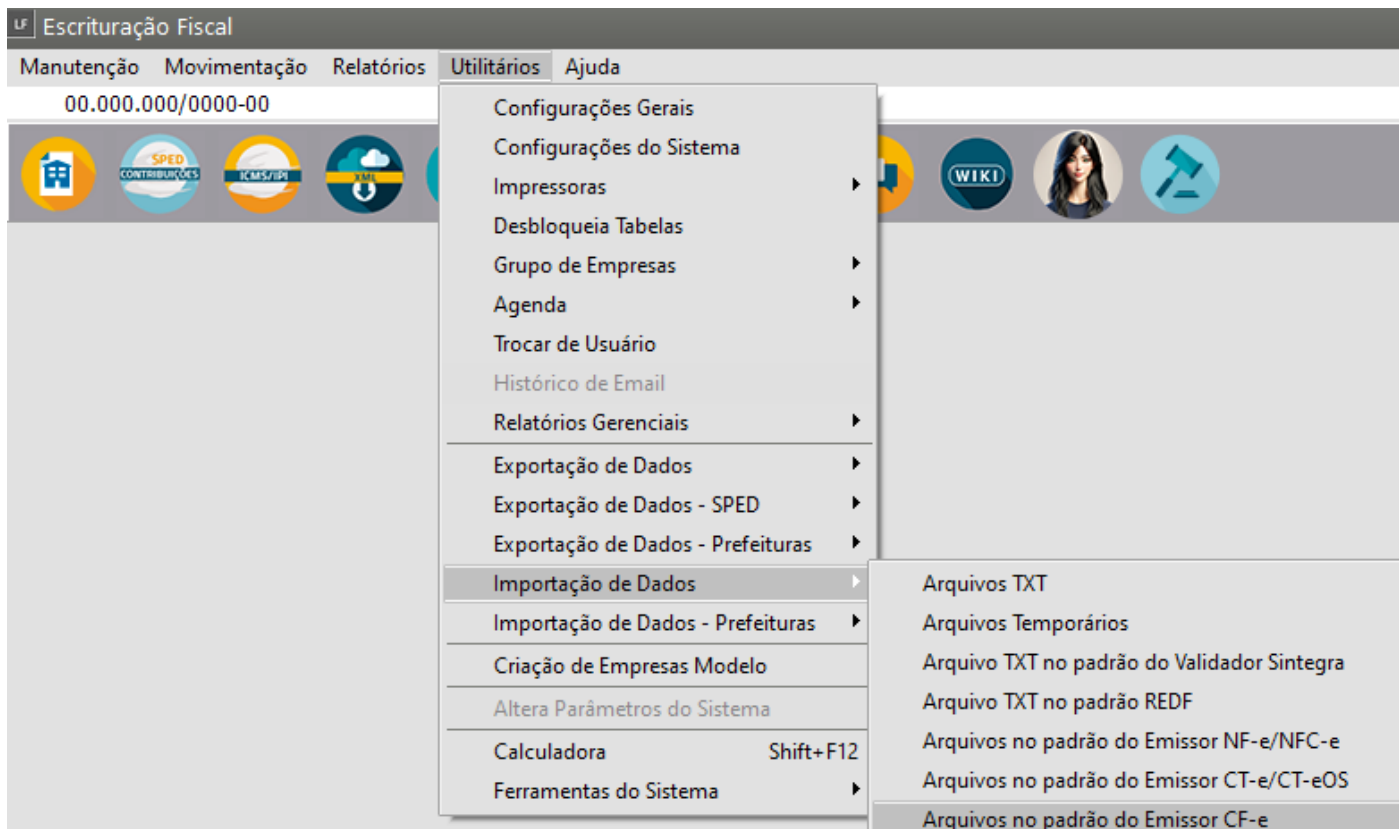 LF Escrituração Fiscal
Manutenção Movimentação Relatórios Utilitários Ajuda
00.000.000/0000-00
SPED
CONTRIBUIÇÕES
ICMS/IPI
XML
WIKI
Configurações Gerais
Configurações do Sistema
Impressoras
Desbloqueia Tabelas
Grupo de Empresas
Agenda
Trocar de Usuário
Histórico de Email
Relatórios Gerenciais
Exportação de Dados
Exportação de Dados - SPED
Exportação de Dados - Prefeituras
Importação de Dados
Importação de Dados - Prefeituras
Criação de Empresas Modelo
Altera Parâmetros do Sistema
Calculadora Shift+F12
Ferramentas do Sistema
Arquivos TXT
Arquivos Temporários
Arquivo TXT no padrão do Validador Sintegra
Arquivo TXT no padrão REDF
Arquivos no padrão do Emissor NF-e/NFC-e
Arquivos no padrão do Emissor CT-e/CT-eOS
Arquivos no padrão do Emissor CF-e